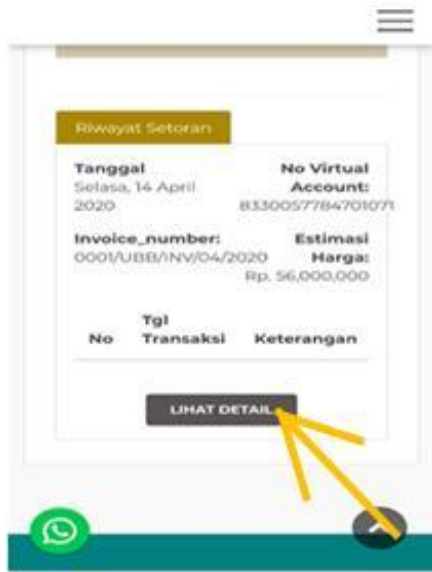 Riwayat Setoran
Tanggal No Virtual
Selasa, 14 April Account:
2020 8330057784701071
Invoice_number: Estimasi
0001/UBB/INV/04/2020 Harga:
Rp. 56,000,000
Tgl
No Transaksi Keterangan
LIHAT DETAIL